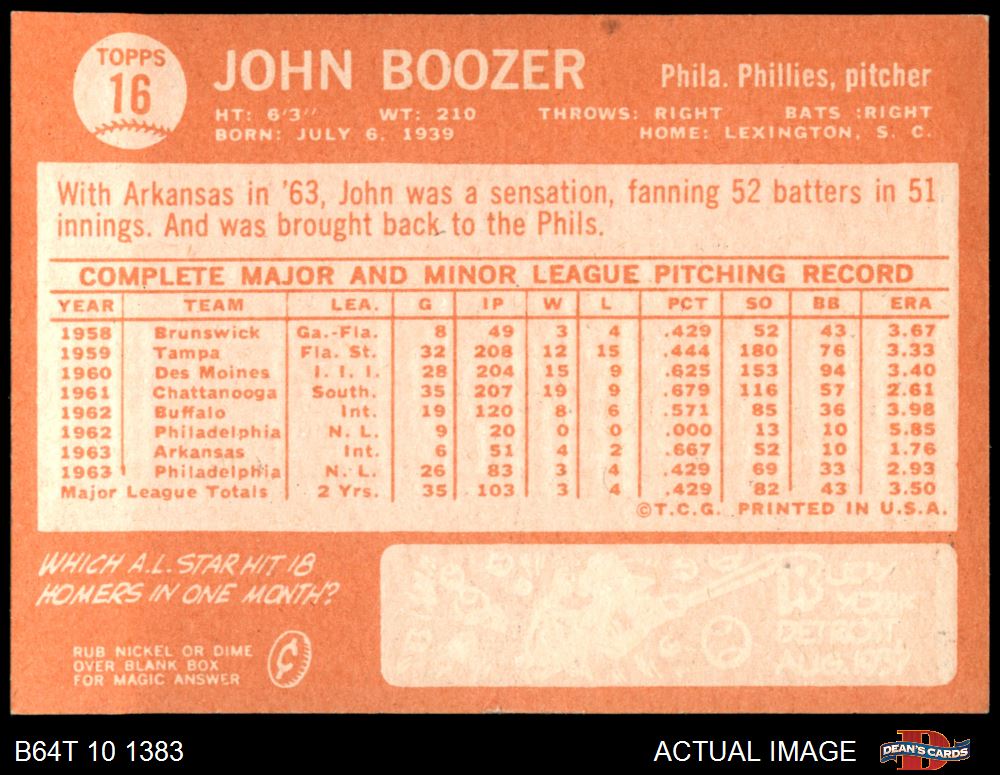 TOPPS
16
JOHN BOOZER
Phila. Phillies, pitcher
HT: 6'3" WT: 210 THROWS: RIGHT BATS :RIGHT
BORN: JULY 6, 1939 HOME: LEXINGTON, S. C.
With Arkansas in '63, John was a sensation, fanning 52 batters in 51
innings. And was brought back to the Phils.
COMPLETE MAJOR AND MINOR LEAGUE PITCHING RECORD
YEAR TEAM LEA. G IP W L PCT SO BB ERA
1958 Brunswick Ga.-Fla. 8 49 3 4 .429 52 43 3.67
1959 Tampa Fla. St. 32 208 12 15 .444 180 76 3.33
1960 Des Moines I. I. I. 28 204 15 9 .625 153 94 3.40
1961 Chattanooga South. 35 207 19 9 .679 116 57 2.61
1962 Buffalo Int. 19 120 8 6 .571 85 36 3.98
1962 Philadelphia N. L. 9 20 0 0 .000 13 10 5.85
1963 Arkansas Int. 6 51 4 2 .667 52 10 1.76
1963 Philadelphia N. L. 26 83 3 4 .429 69 33 2.93
Major League Totals 2 Yrs. 35 103 3 4 .429 82 43 3.50
©T.C.G. PRINTED IN U.S.A.
WHICH A.L. STAR HIT 18
HOMERS IN ONE MONTH?
RUB NICKEL OR DIME
OVER BLANK BOX
FOR MAGIC ANSWER
¢
DETROIT
B64T 10 1383
ACTUAL IMAGE
DEAN'S CARDS